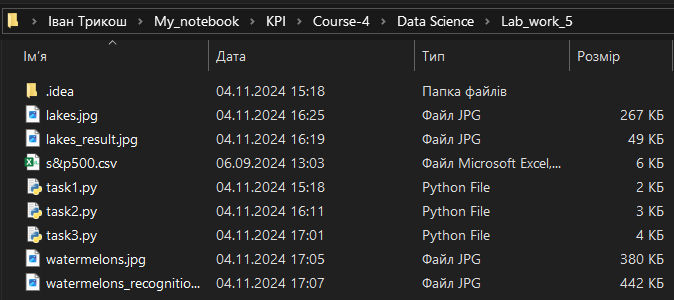 Іван Трикош > My_notebook > KPI > Course-4 > Data Science > Lab_work_5
Ім'я Дата Тип Розмір
.idea 04.11.2024 15:18 Папка файлів
lakes.jpg 04.11.2024 16:25 Файл JPG 267 КБ
lakes_result.jpg 04.11.2024 16:19 Файл JPG 49 КБ
s&p500.csv 06.09.2024 13:03 Файл Microsoft Excel,... 6 КБ
task1.py 04.11.2024 15:18 Python File 2 КБ
task2.py 04.11.2024 16:11 Python File 3 КБ
task3.py 04.11.2024 17:01 Python File 4 КБ
watermelons.jpg 04.11.2024 17:05 Файл JPG 380 КБ
watermelons_recognitio... 04.11.2024 17:07 Файл JPG 442 КБ